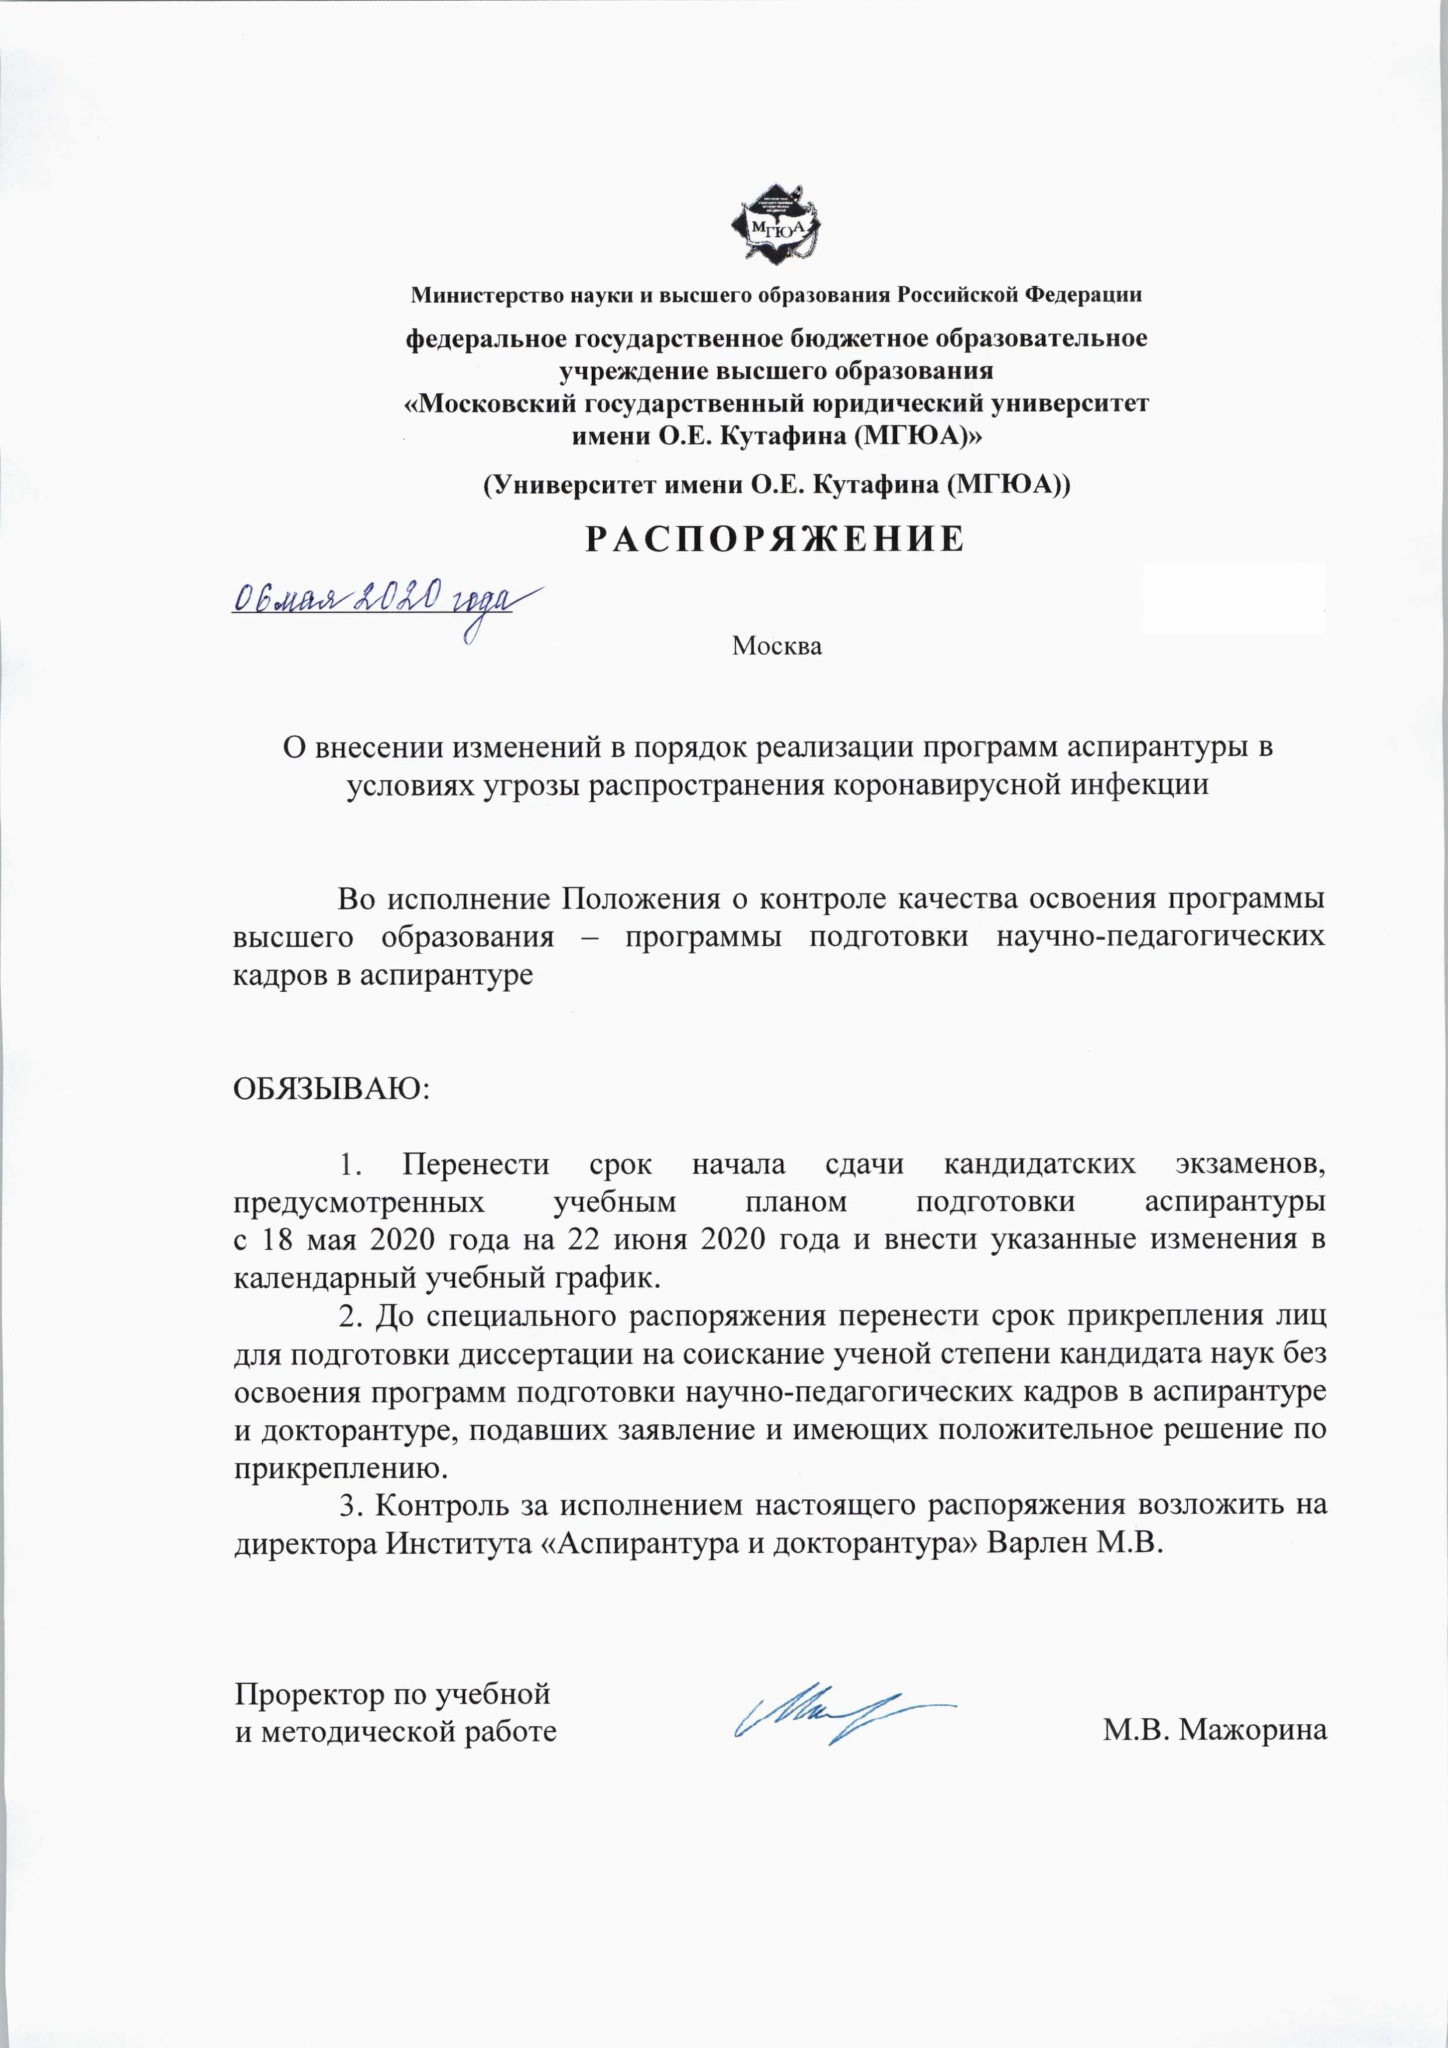 МГЮА
Министерство науки и высшего образования Российской Федерации
федеральное государственное бюджетное образовательное
учреждение высшего образования
«Московский государственный юридический университет
имени О.Е. Кутафина (МГЮА)»
(Университет имени О.Е. Кутафина (МГЮА))
РАСПОРЯЖЕНИЕ
06 мая 2020 года
Москва
О внесении изменений в порядок реализации программ аспирантуры в
условиях угрозы распространения коронавирусной инфекции
Во исполнение Положения о контроле качества освоения программы
высшего образования – программы подготовки научно-педагогических
кадров в аспирантуре
ОБЯЗЫВАЮ:
1. Перенести срок начала сдачи кандидатских экзаменов,
предусмотренных учебным планом подготовки аспирантуры
с 18 мая 2020 года на 22 июня 2020 года и внести указанные изменения в
календарный учебный график.
2. До специального распоряжения перенести срок прикрепления лиц
для подготовки диссертации на соискание ученой степени кандидата наук без
освоения программ подготовки научно-педагогических кадров в аспирантуре
и докторантуре, подавших заявление и имеющих положительное решение по
прикреплению.
3. Контроль за исполнением настоящего распоряжения возложить на
директора Института «Аспирантура и докторантура» Варлен М.В.
Проректор по учебной
и методической работе
М.В. Мажорина